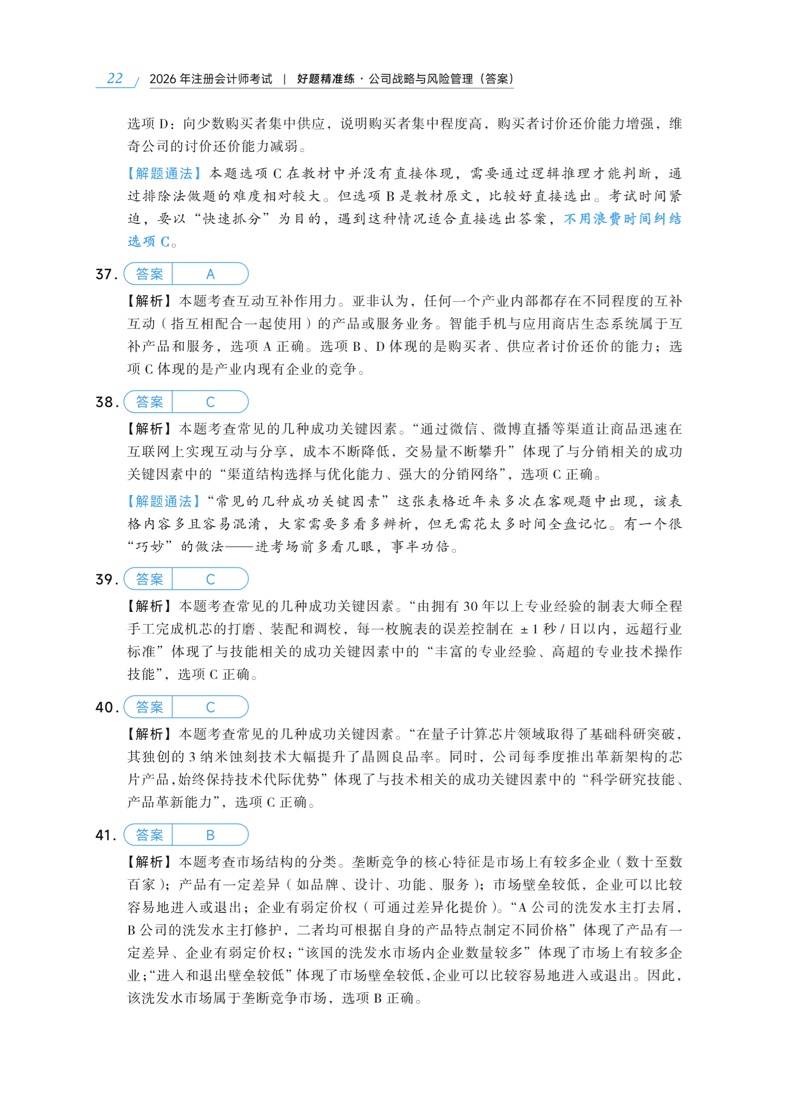 22 2026 年注册会计师考试 | 好题精准练·公司战略与风险管理（答案）
选项 D：向少数购买者集中供应，说明购买者集中程度高，购买者讨价还价能力增强，维
奇公司的讨价还价能力减弱。
【解题通法】本题选项 C 在教材中并没有直接体现，需要通过逻辑推理才能判断，通
过排除法做题的难度相对较大。但选项 B 是教材原文，比较好直接选出。考试时间紧
迫，要以“快速抓分”为目的，遇到这种情况适合直接选出答案，不用浪费时间纠结
选项 C。
37. 答案 A
【解析】本题考查互动互补作用力。亚非认为，任何一个产业内部都存在不同程度的互补
互动（指互相配合一起使用）的产品或服务业务。智能手机与应用商店生态系统属于互
补产品和服务，选项 A 正确。选项 B、D 体现的是购买者、供应者讨价还价的能力；选
项 C 体现的是产业内现有企业的竞争。
38. 答案 C
【解析】本题考查常见的几种成功关键因素。“通过微信、微博直播等渠道让商品迅速在
互联网上实现互动与分享，成本不断降低，交易量不断攀升”体现了与分销相关的成功
关键因素中的“渠道结构选择与优化能力、强大的分销网络”，选项 C 正确。
【解题通法】“常见的几种成功关键因素”这张表格近年来多次在客观题中出现，该表
格内容多且容易混淆，大家需要多看多辨析，但无需花太多时间全盘记忆。有一个很
“巧妙”的做法——进考场前多看几眼，事半功倍。
39. 答案 C
【解析】本题考查常见的几种成功关键因素。“由拥有 30 年以上专业经验的制表大师全程
手工完成机芯的打磨、装配和调校，每一枚腕表的误差控制在 ±1 秒 / 日以内，远超行业
标准”体现了与技能相关的成功关键因素中的“丰富的专业经验、高超的专业技术操作
技能”，选项 C 正确。
40. 答案 C
【解析】本题考查常见的几种成功关键因素。“在量子计算芯片领域取得了基础科研突破，
其独创的 3 纳米蚀刻技术大幅提升了晶圆良品率。同时，公司每季度推出革新架构的芯
片产品，始终保持技术代际优势”体现了与技术相关的成功关键因素中的“科学研究技能、
产品革新能力”，选项 C 正确。
41. 答案 B
【解析】本题考查市场结构的分类。垄断竞争的核心特征是市场上有较多企业（数十至数
百家）；产品有一定差异（如品牌、设计、功能、服务）；市场壁垒较低，企业可以比较
容易地进入或退出；企业有弱定价权（可通过差异化提价）。“A 公司的洗发水主打去屑，
B 公司的洗发水主打修护，二者均可根据自身的产品特点制定不同价格”体现了产品有一
定差异、企业有弱定价权；“该国的洗发水市场内企业数量较多”体现了市场上有较多企
业；“进入和退出壁垒较低”体现了市场壁垒较低，企业可以比较容易地进入或退出。因此，
该洗发水市场属于垄断竞争市场，选项 B 正确。